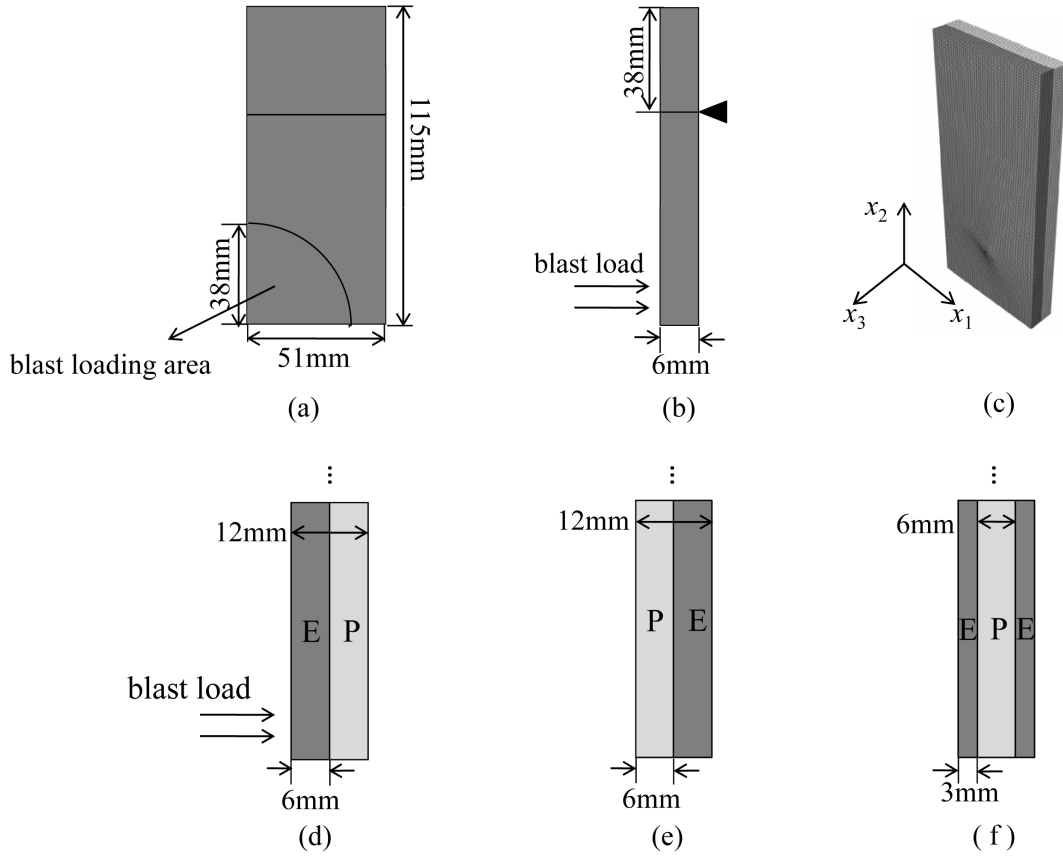 38mm
115mm
38mm
blast loading area
51mm
(a)
38mm
blast load
6mm
(b)
x2
x3
x1
(c)
⋮
12mm
E P
blast load
6mm
(d)
⋮
12mm
P E
6mm
(e)
⋮
6mm
E P E
3mm
( f )